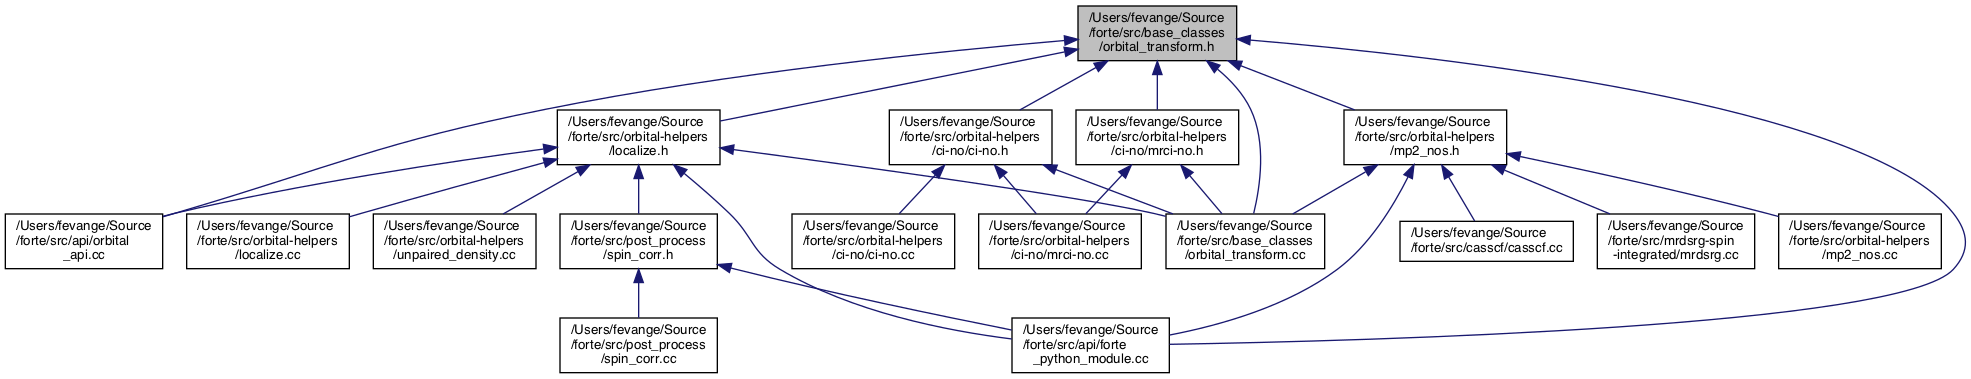 /Users/fevange/Source
/forte/src/base_classes
/orbital_transform.h
/Users/fevange/Source
/forte/src/orbital-helpers
/localize.h
/Users/fevange/Source
/forte/src/orbital-helpers
/ci-no/ci-no.h
/Users/fevange/Source
/forte/src/orbital-helpers
/ci-no/mrci-no.h
/Users/fevange/Source
/forte/src/orbital-helpers
/mp2_nos.h
/Users/fevange/Source
/forte/src/api/orbital
_api.cc
/Users/fevange/Source
/forte/src/orbital-helpers
/localize.cc
/Users/fevange/Source
/forte/src/orbital-helpers
/unpaired_density.cc
/Users/fevange/Source
/forte/src/post_process
/spin_corr.h
/Users/fevange/Source
/forte/src/orbital-helpers
/ci-no/ci-no.cc
/Users/fevange/Source
/forte/src/orbital-helpers
/ci-no/mrci-no.cc
/Users/fevange/Source
/forte/src/base_classes
/orbital_transform.cc
/Users/fevange/Source
/forte/src/casscf/casscf.cc
/Users/fevange/Source
/forte/src/mrdsrg-spin
-integrated/mrdsrg.cc
/Users/fevange/Source
/forte/src/orbital-helpers
/mp2_nos.cc
/Users/fevange/Source
/forte/src/post_process
/spin_corr.cc
/Users/fevange/Source
/forte/src/api/forte
_python_module.cc